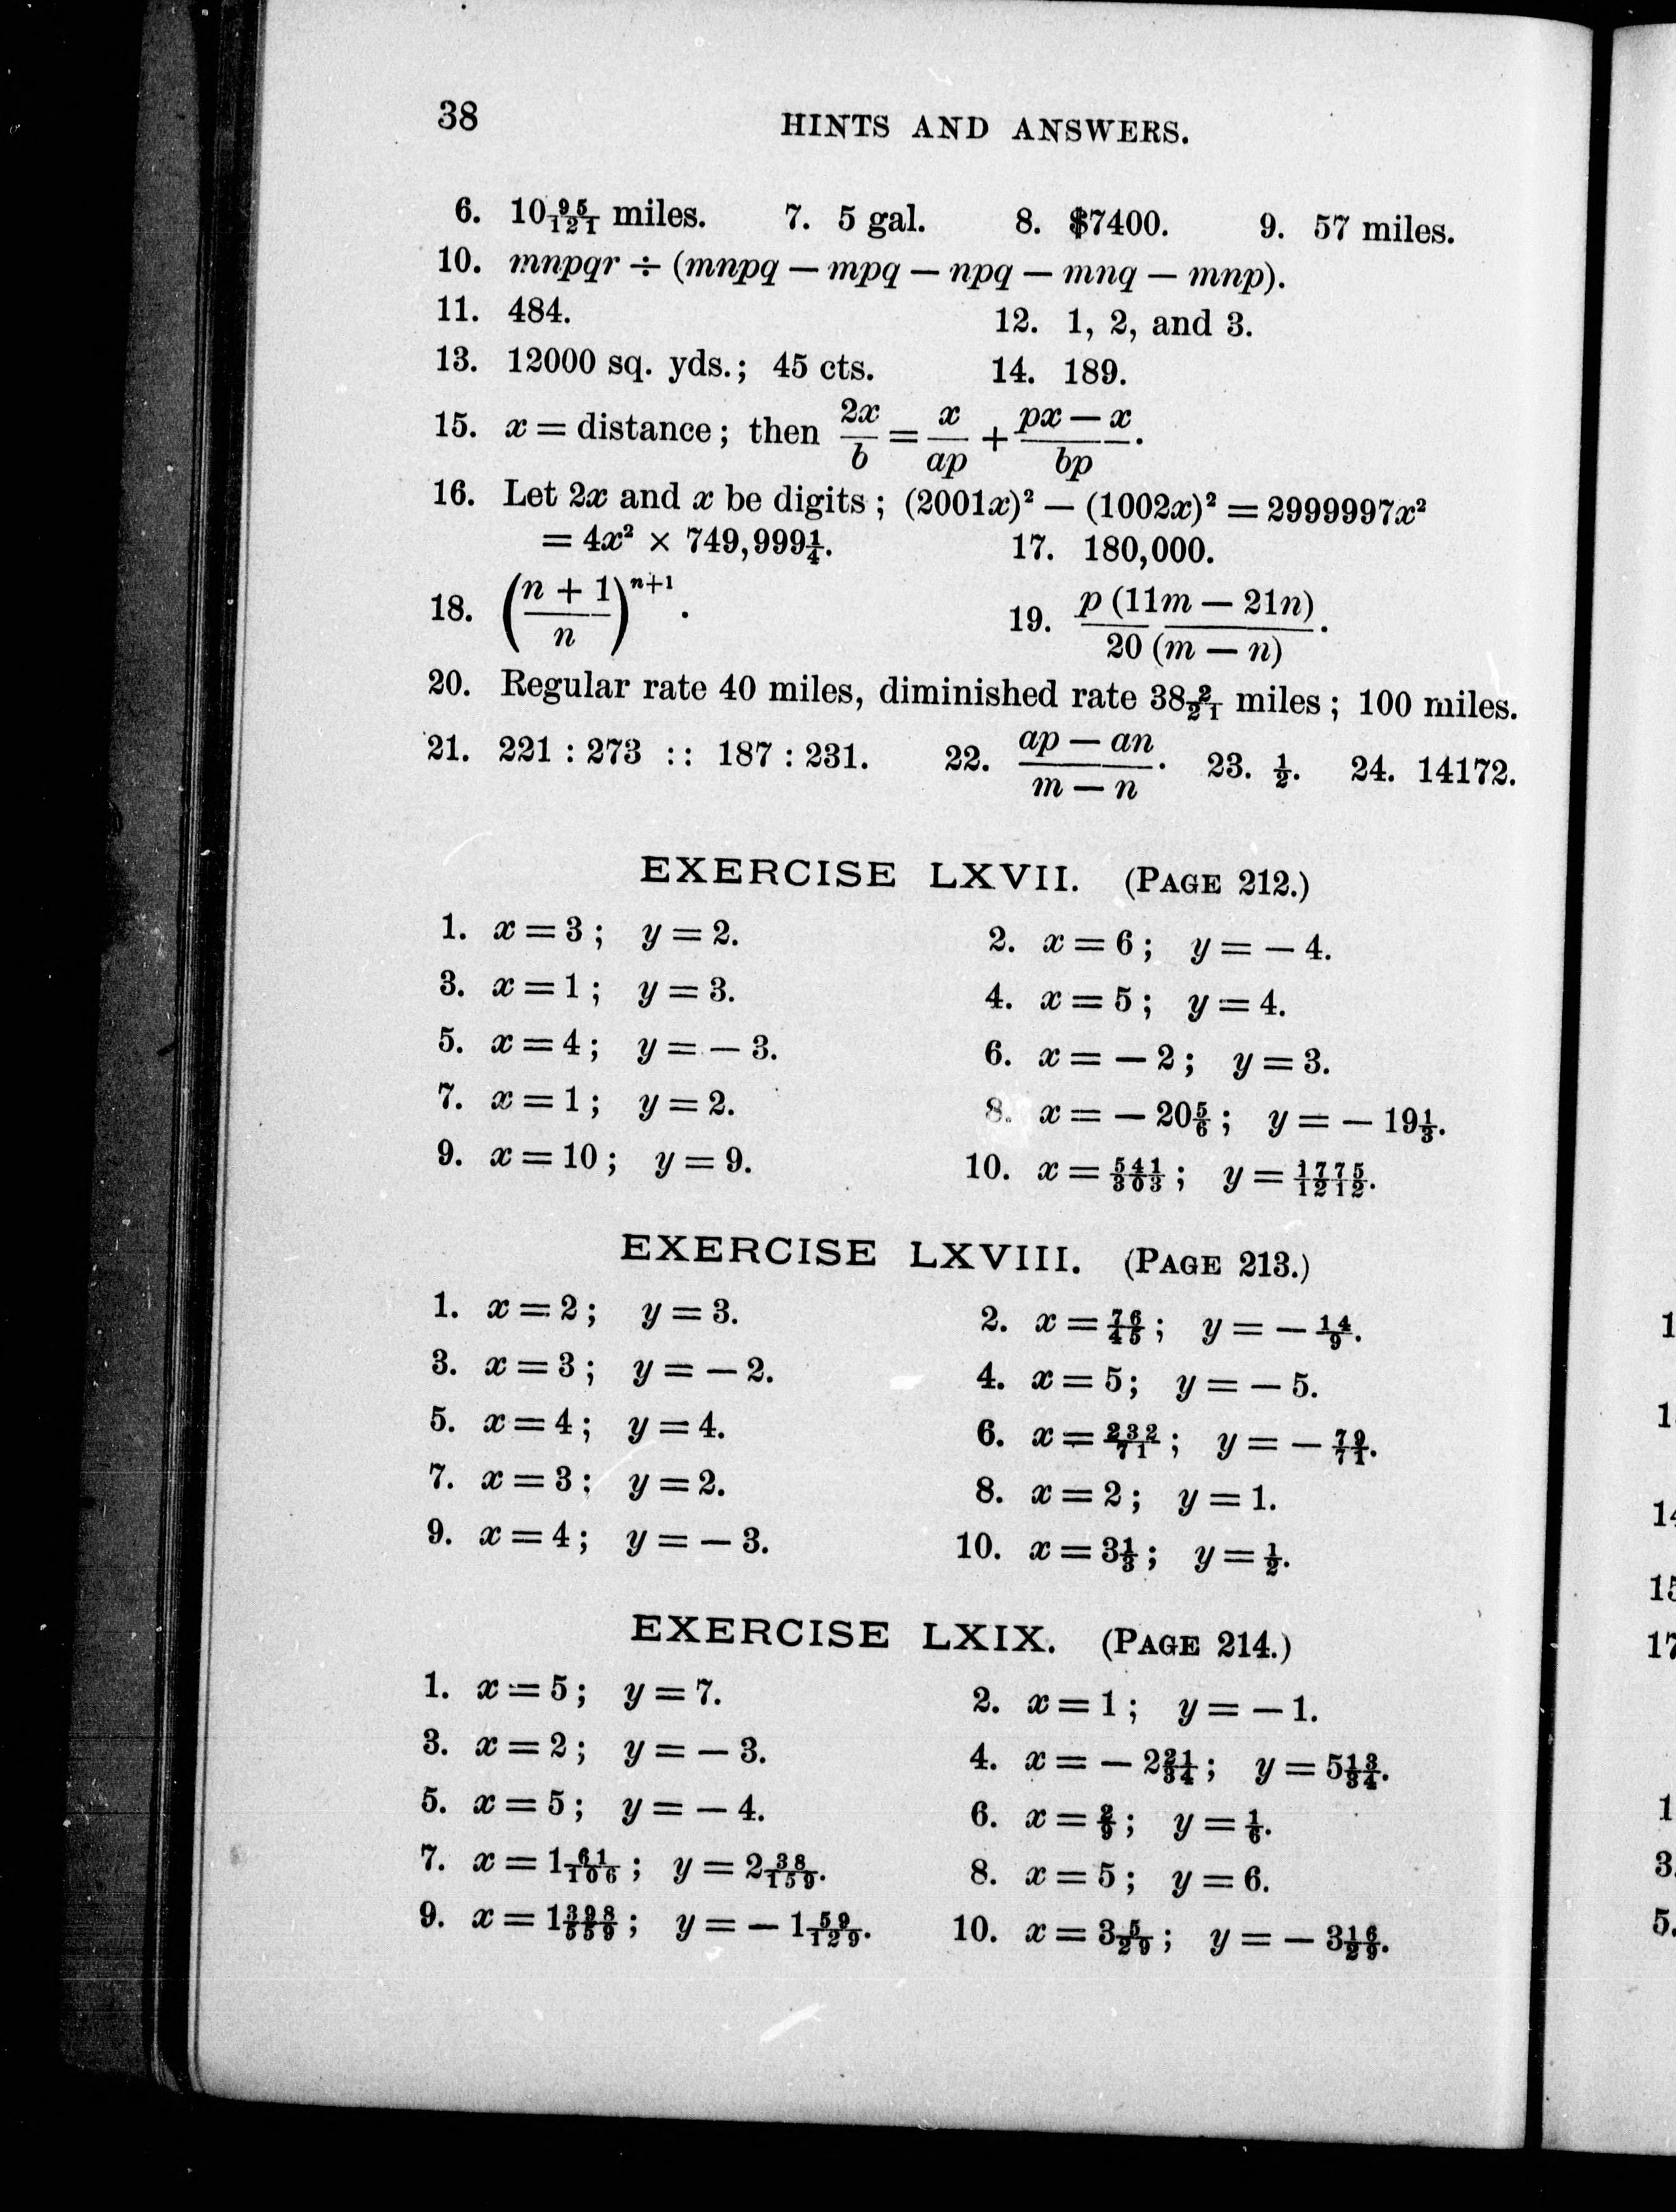 38 HINTS AND ANSWERS.
6. 10 95/121 miles. 7. 5 gal. 8. $7400. 9. 57 miles.
10. mnpqr ÷ (mnpq — mpq — npq — mnq — mnp).
11. 484. 12. 1, 2, and 3.
13. 12000 sq. yds.; 45 cts. 14. 189.
15. x = distance; then 2x/b = x/ap + (px — x)/bp.
16. Let 2x and x be digits; (2001x)² — (1002x)² = 2999997x²
= 4x² × 749,999¼. 17. 180,000.
18. ((n + 1)/n)ⁿ⁺¹. 19. p (11m — 21n)/20 (m — n).
20. Regular rate 40 miles, diminished rate 38 2/21 miles; 100 miles.
21. 221 : 273 :: 187 : 231. 22. (ap — an)/(m — n). 23. ½. 24. 14172.
EXERCISE LXVII. (PAGE 212.)
1. x = 3; y = 2. 2. x = 6; y = — 4.
3. x = 1; y = 3. 4. x = 5; y = 4.
5. x = 4; y = — 3. 6. x = — 2; y = 3.
7. x = 1; y = 2. 8. x = — 20⅚; y = — 19⅓.
9. x = 10; y = 9. 10. x = 541/303; y = 1775/1212.
EXERCISE LXVIII. (PAGE 213.)
1. x = 2; y = 3. 2. x = 76/45; y = — 14/9.
3. x = 3; y = — 2. 4. x = 5; y = — 5.
5. x = 4; y = 4. 6. x = 232/71; y = — 79/71.
7. x = 3; y = 2. 8. x = 2; y = 1.
9. x = 4; y = — 3. 10. x = 3⅓; y = ½.
EXERCISE LXIX. (PAGE 214.)
1. x = 5; y = 7. 2. x = 1; y = — 1.
3. x = 2; y = — 3. 4. x = — 2 21/34; y = 5 13/34.
5. x = 5; y = — 4. 6. x = 2/9; y = 1/6.
7. x = 1 61/106; y = 2 38/159. 8. x = 5; y = 6.
9. x = 1 398/559; y = — 1 59/129. 10. x = 3 5/29; y = — 3 16/29.